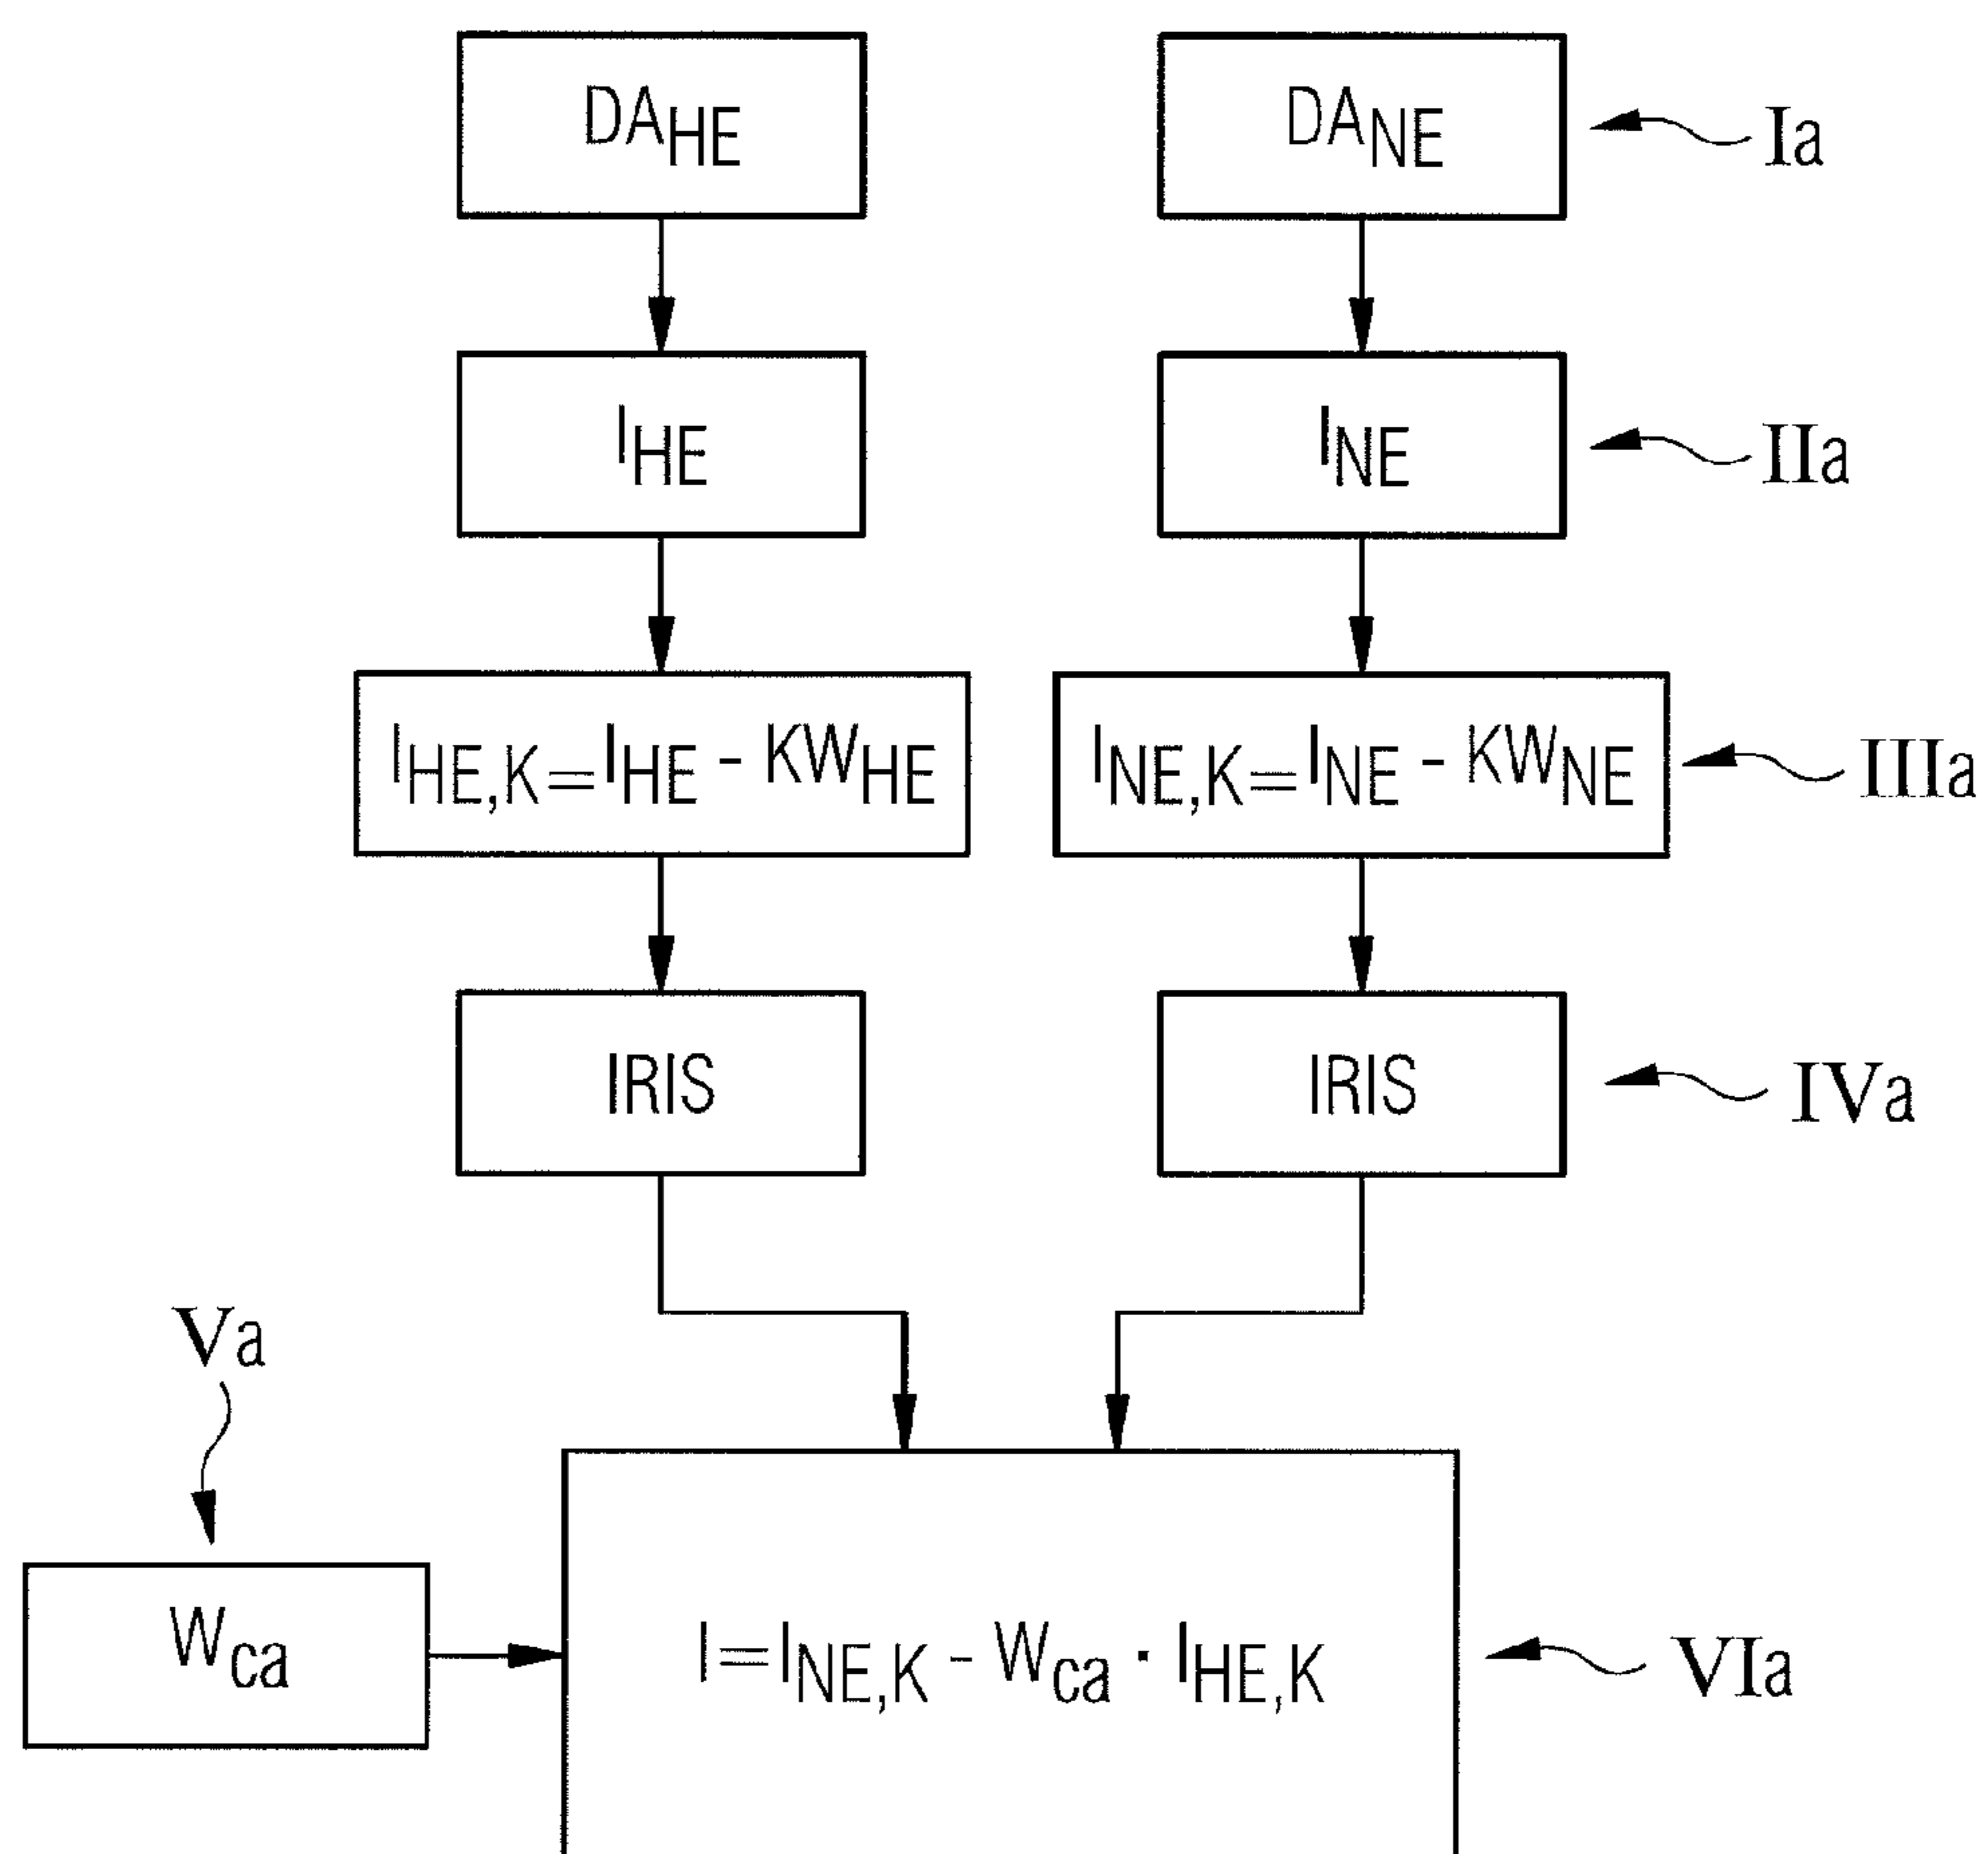 DA_HE DA_NE Ia
I_HE I_NE IIa
I_HE,K = I_HE - KW_HE I_NE,K = I_NE - KW_NE IIIa
IRIS IRIS IVa
Va
W_ca I = I_NE,K - W_ca · I_HE,K VIa